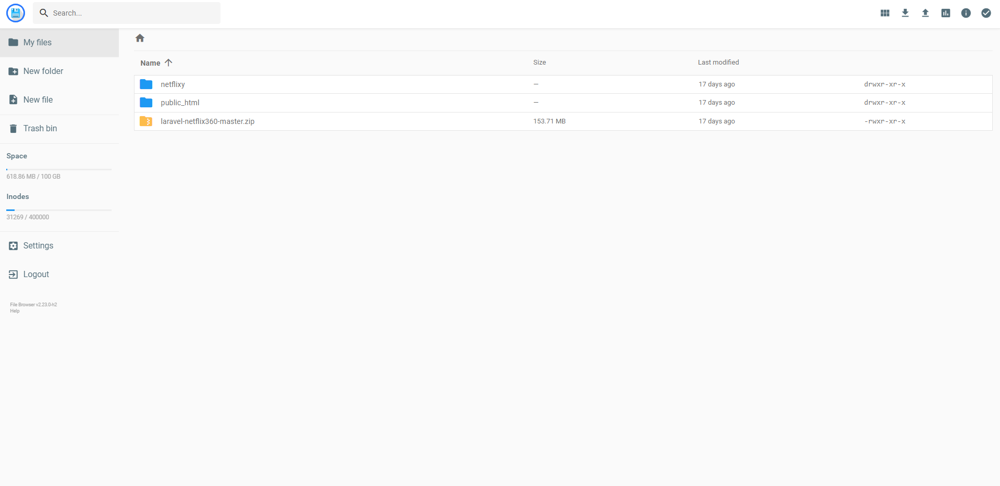 Search...
My files
New folder
New file
Trash bin
Space
618.86 MB / 100 GB
Inodes
31269 / 400000
Settings
Logout
File Browser v2.23.0-h2
Help
Name Size Last modified
netflixy — 17 days ago drwxr-xr-x
public_html — 17 days ago drwxr-xr-x
laravel-netflix360-master.zip 153.71 MB 17 days ago -rwxr-xr-x